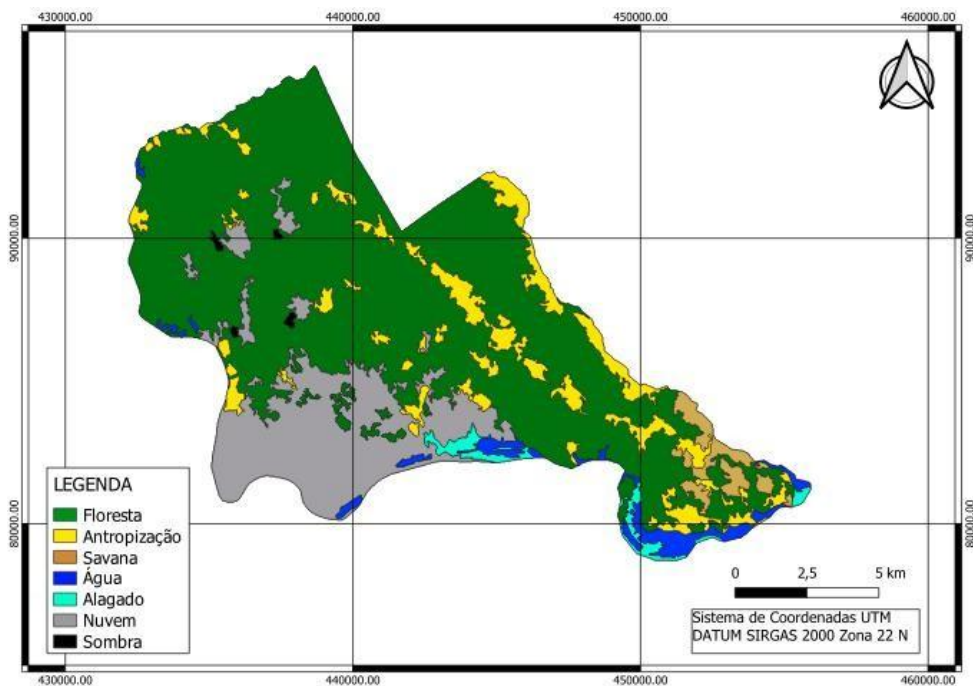 430000.00 440000.00 450000.00 460000.00
90000.00 90000.00
80000.00 80000.00
LEGENDA
Floresta
Antropização
Savana
Água
Alagado
Nuvem
Sombra
0 2,5 5 km
Sistema de Coordenadas UTM
DATUM SIRGAS 2000 Zona 22 N
430000.00 440000.00 450000.00 460000.00